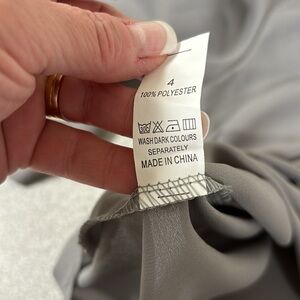 4
100% POLYESTER
WASH DARK COLOURS
SEPARATELY
MADE IN CHINA